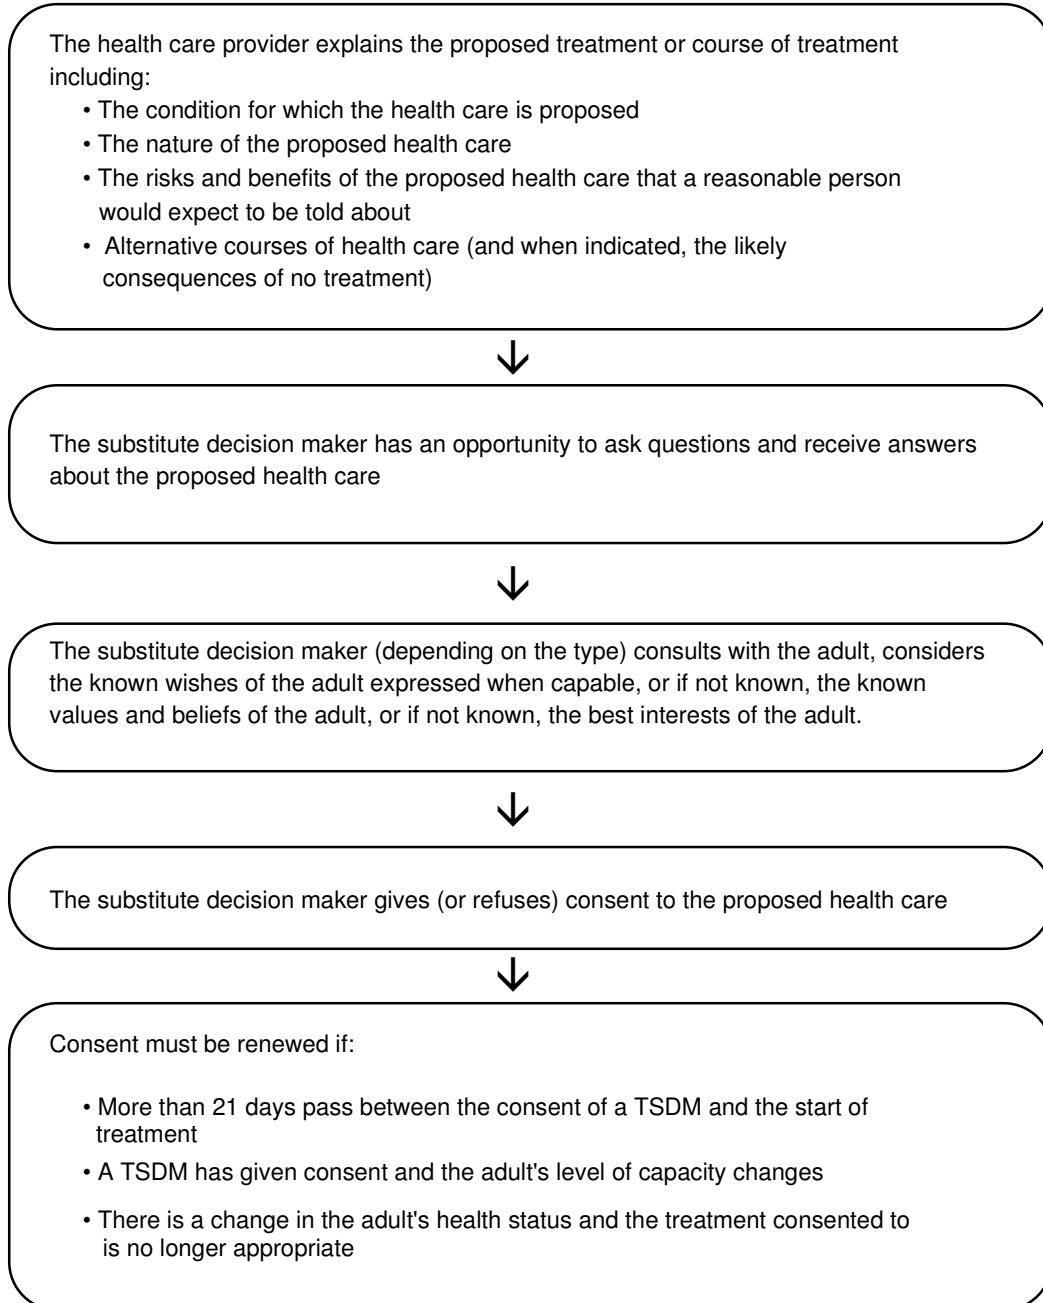 The health care provider explains the proposed treatment or course of treatment
including:
• The condition for which the health care is proposed
• The nature of the proposed health care
• The risks and benefits of the proposed health care that a reasonable person
would expect to be told about
• Alternative courses of health care (and when indicated, the likely
consequences of no treatment)
The substitute decision maker has an opportunity to ask questions and receive answers
about the proposed health care
The substitute decision maker (depending on the type) consults with the adult, considers
the known wishes of the adult expressed when capable, or if not known, the known
values and beliefs of the adult, or if not known, the best interests of the adult.
The substitute decision maker gives (or refuses) consent to the proposed health care
Consent must be renewed if:
• More than 21 days pass between the consent of a TSDM and the start of
treatment
• A TSDM has given consent and the adult's level of capacity changes
• There is a change in the adult's health status and the treatment consented to
is no longer appropriate